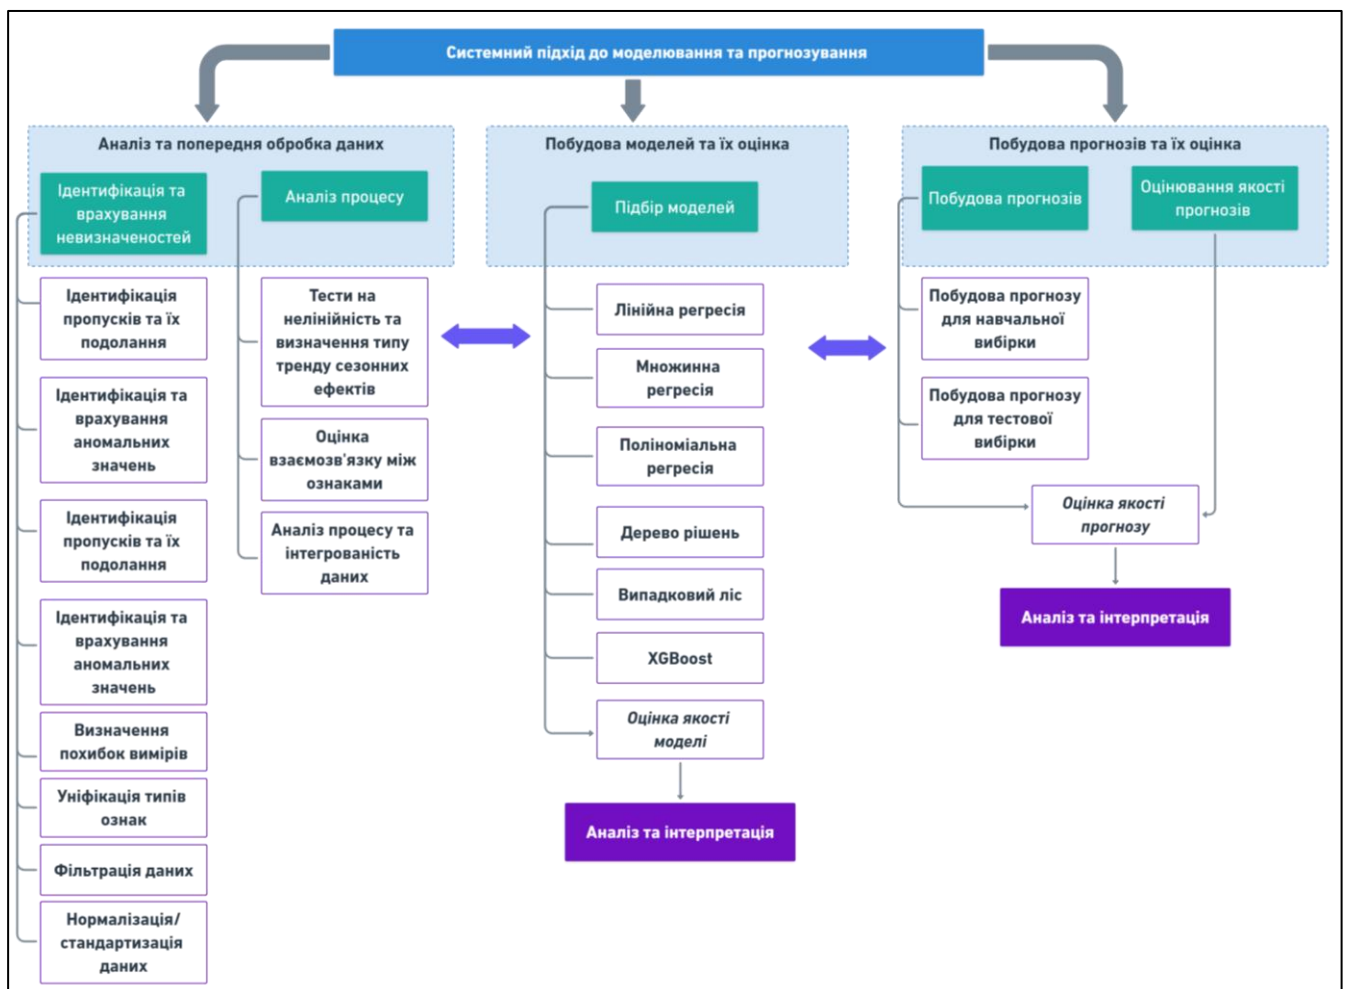 Системний підхід до моделювання та прогнозування
Аналіз та попередня обробка даних
Ідентифікація та
врахування
невизначеностей
Аналіз процесу
Ідентифікація
пропусків та їх
подолання
Ідентифікація та
врахування
аномальних
значень
Ідентифікація
пропусків та їх
подолання
Ідентифікація та
врахування
аномальних
значень
Визначення
похибок вимірів
Уніфікація типів
ознак
Фільтрація даних
Нормалізація/
стандартизація
даних
Тести на
нелінійність та
визначення типу
тренду сезонних
ефектів
Оцінка
взаємозв'язку між
ознаками
Аналіз процесу та
інтегрованість
даних
Побудова моделей та їх оцінка
Підбір моделей
Лінійна регресія
Множинна
регресія
Поліноміальна
регресія
Дерево рішень
Випадковий ліс
XGBoost
Оцінка якості
моделі
Аналіз та інтерпретація
Побудова прогнозів та їх оцінка
Побудова прогнозів
Оцінювання якості
прогнозів
Побудова прогнозу
для навчальної
вибірки
Побудова прогнозу
для тестової
вибірки
Оцінка якості
прогнозу
Аналіз та інтерпретація